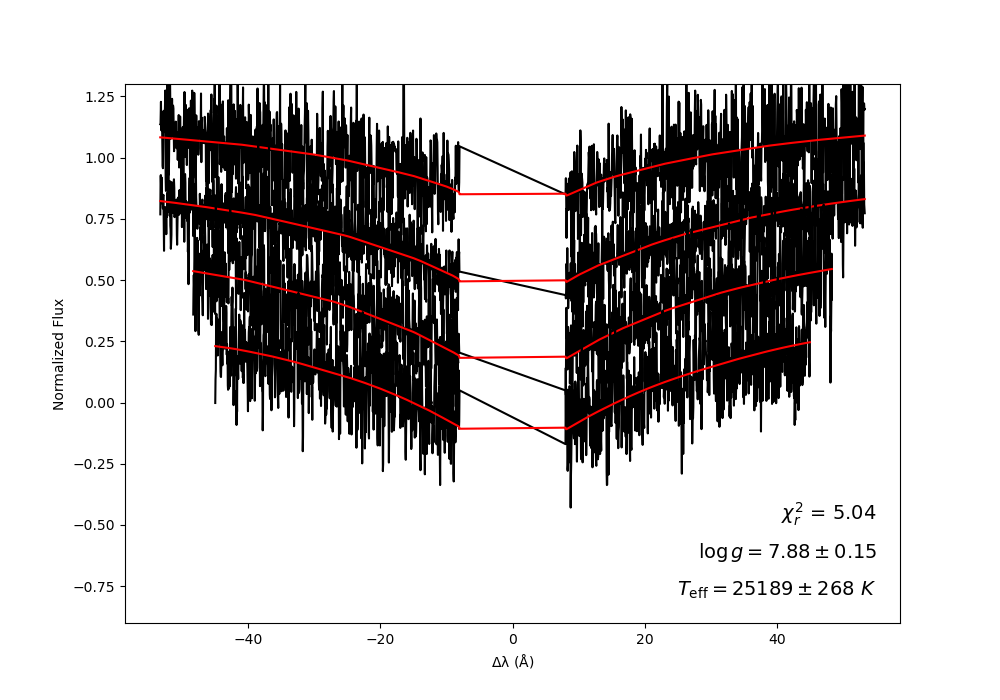 1.25
1.00
0.75
0.50
0.25
0.00
−0.25
−0.50
−0.75
Normalized Flux
χ²ᵣ = 5.04
log g = 7.88 ± 0.15
T_eff = 25189 ± 268 K
−40 −20 0 20 40
Δλ (Å)